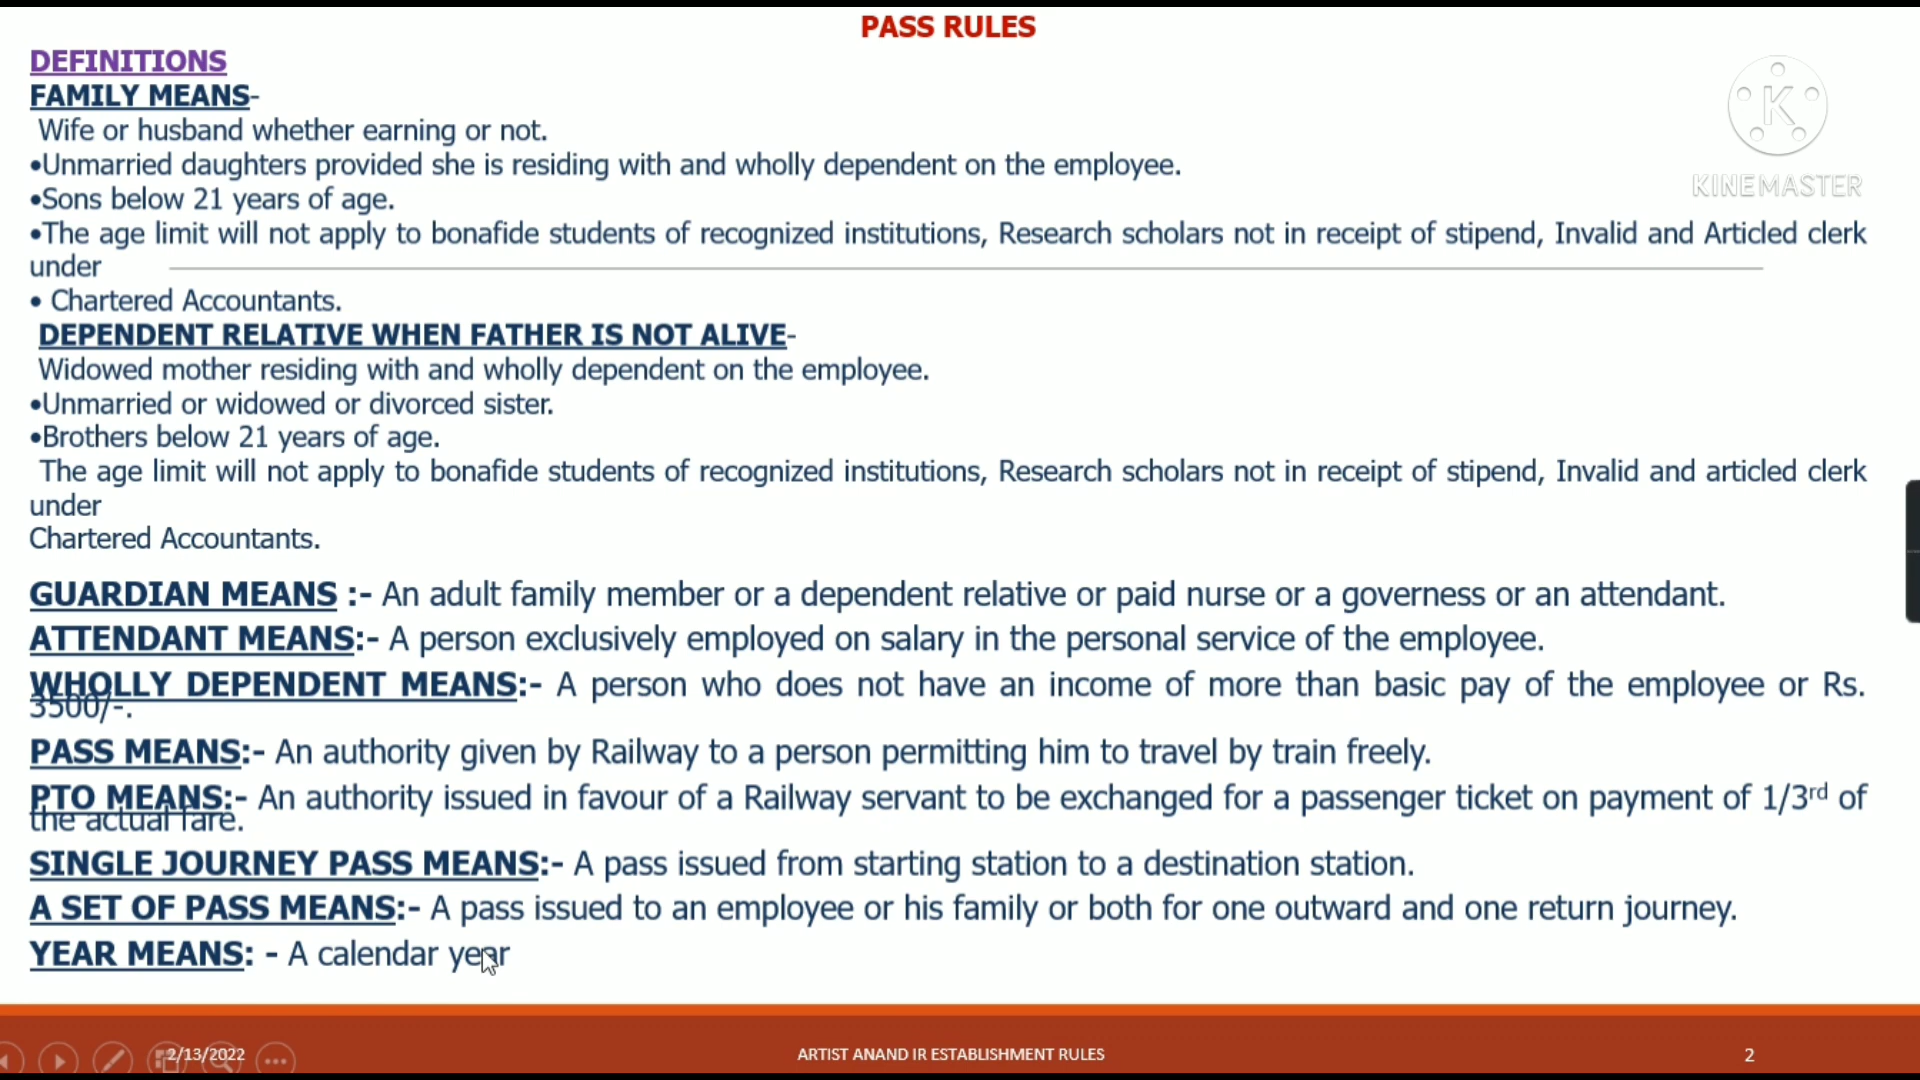 PASS RULES
DEFINITIONS
FAMILY MEANS-
Wife or husband whether earning or not.
•Unmarried daughters provided she is residing with and wholly dependent on the employee.
•Sons below 21 years of age.
•The age limit will not apply to bonafide students of recognized institutions, Research scholars not in receipt of stipend, Invalid and Articled clerk
under
• Chartered Accountants.
DEPENDENT RELATIVE WHEN FATHER IS NOT ALIVE-
Widowed mother residing with and wholly dependent on the employee.
•Unmarried or widowed or divorced sister.
•Brothers below 21 years of age.
The age limit will not apply to bonafide students of recognized institutions, Research scholars not in receipt of stipend, Invalid and articled clerk
under
Chartered Accountants.
GUARDIAN MEANS :- An adult family member or a dependent relative or paid nurse or a governess or an attendant.
ATTENDANT MEANS:- A person exclusively employed on salary in the personal service of the employee.
WHOLLY DEPENDENT MEANS:- A person who does not have an income of more than basic pay of the employee or Rs.
3500/-.
PASS MEANS:- An authority given by Railway to a person permitting him to travel by train freely.
PTO MEANS:- An authority issued in favour of a Railway servant to be exchanged for a passenger ticket on payment of 1/3rd of
the actual fare.
SINGLE JOURNEY PASS MEANS:- A pass issued from starting station to a destination station.
A SET OF PASS MEANS:- A pass issued to an employee or his family or both for one outward and one return journey.
YEAR MEANS: - A calendar year
K
KINEMASTER
2/13/2022
ARTIST ANAND IR ESTABLISHMENT RULES
2